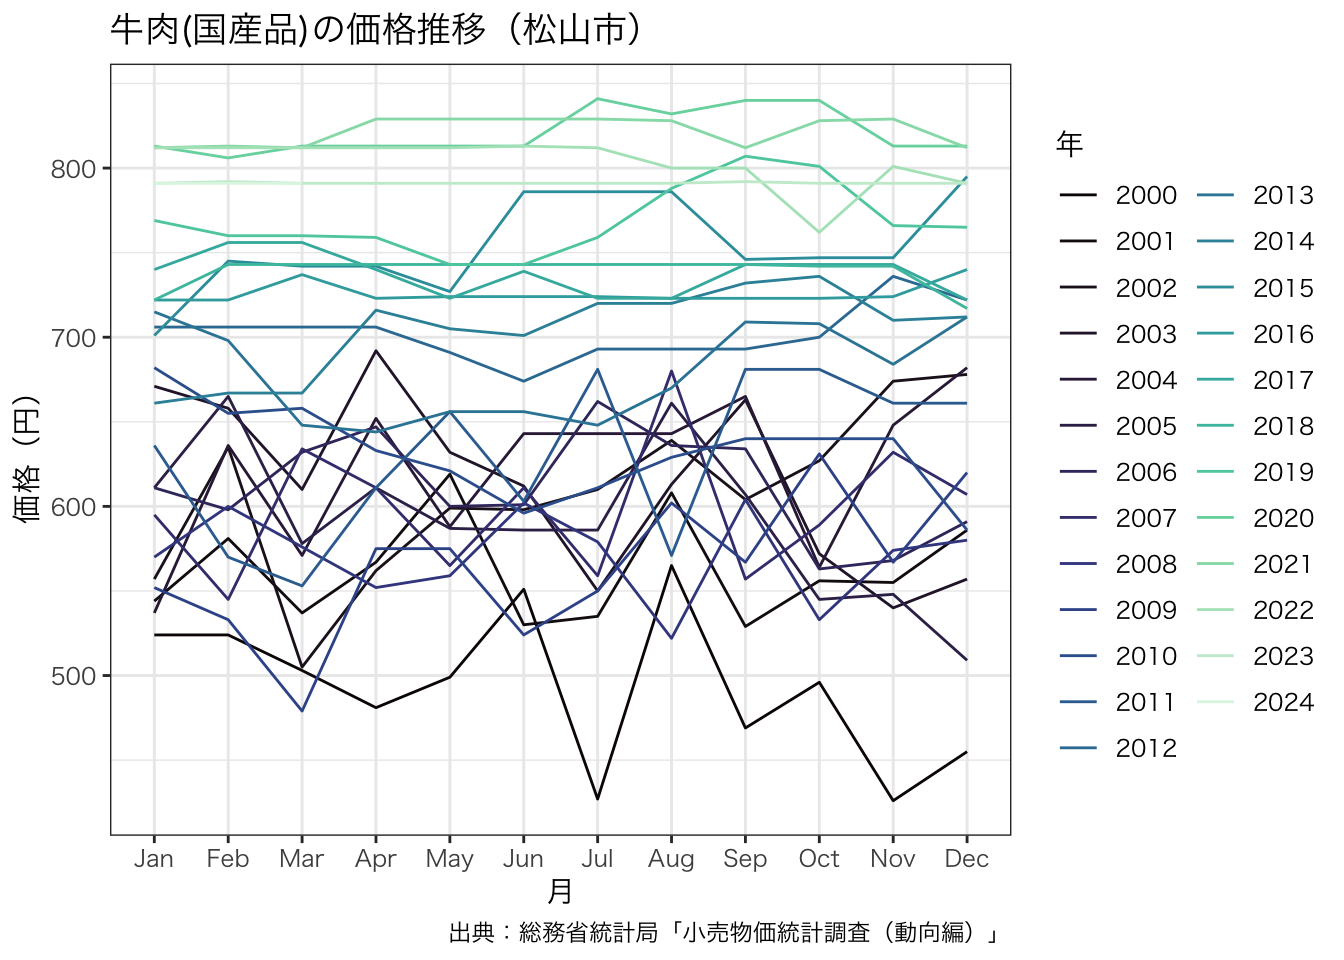 牛肉(国産品)の価格推移（松山市）
価格（円）
800
700
600
500
Jan Feb Mar Apr May Jun Jul Aug Sep Oct Nov Dec
月
年
2000 2013
2001 2014
2002 2015
2003 2016
2004 2017
2005 2018
2006 2019
2007 2020
2008 2021
2009 2022
2010 2023
2011 2024
2012
出典：総務省統計局「小売物価統計調査（動向編）」